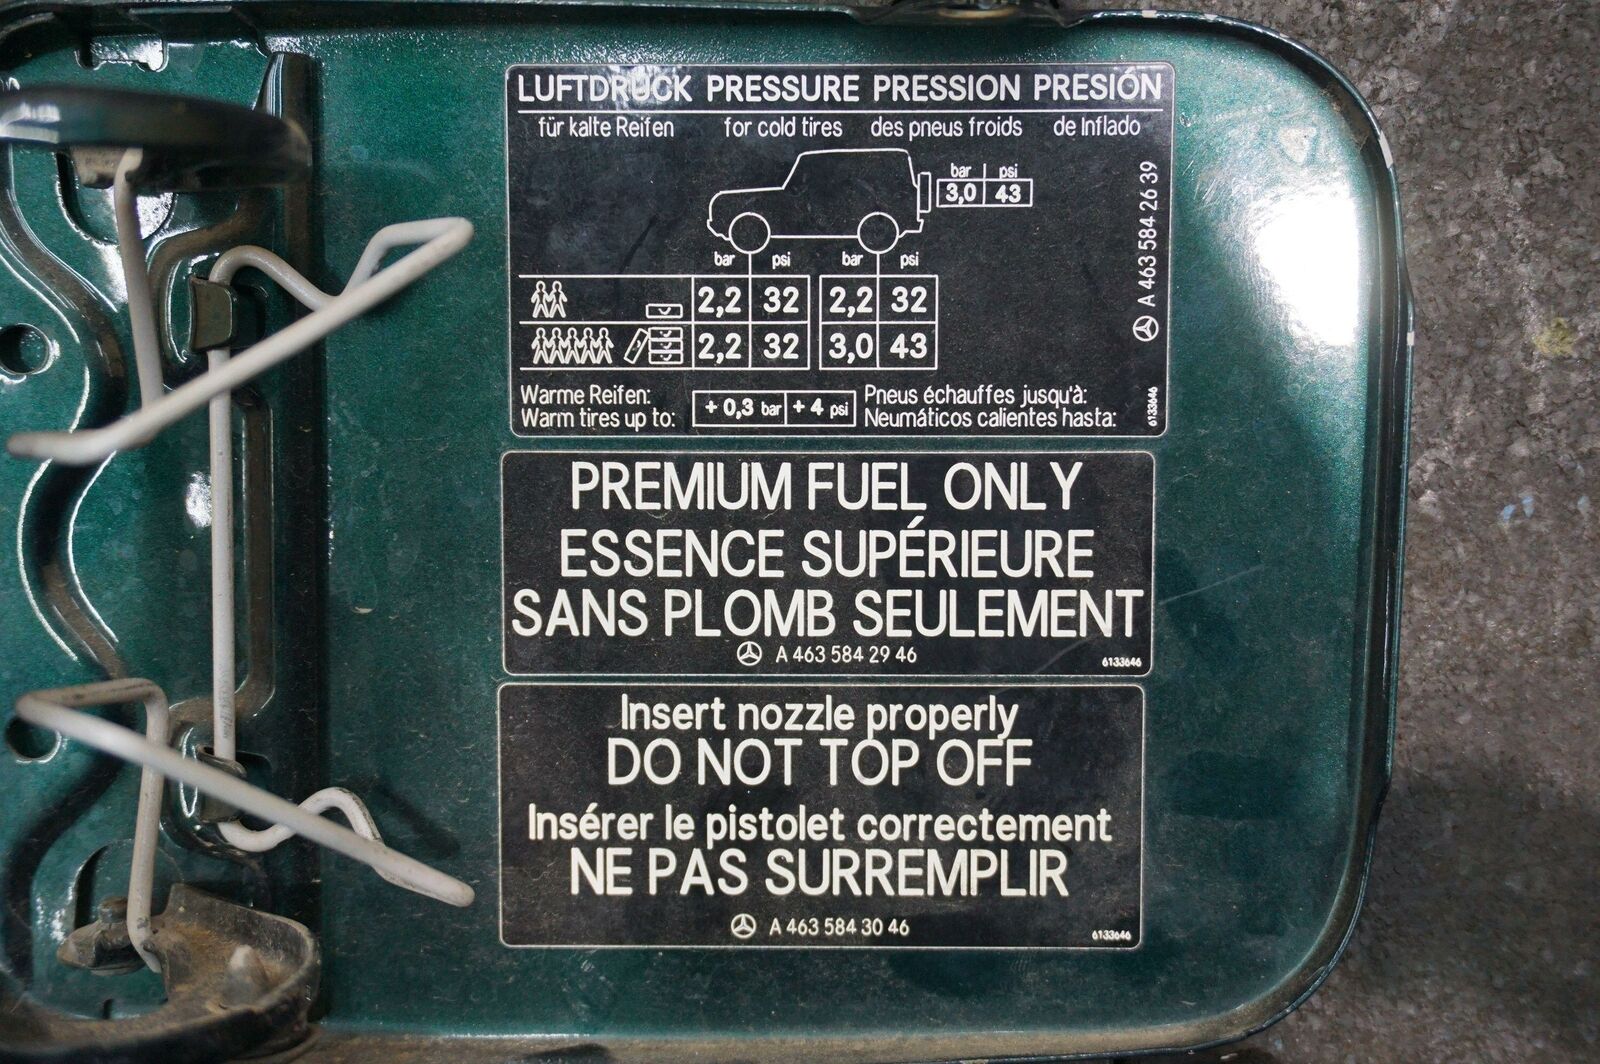 LUFTDRUCK PRESSURE PRESSION PRESIÓN
für kalte Reifen for cold tires des pneus froids de Inflado
bar psi
3,0 43
A 463 584 26 39
bar psi bar psi
2,2 32 2,2 32
2,2 32 3,0 43
Warme Reifen: Pneus échauffes jusqu'à:
Warm tires up to: + 0,3 bar + 4 psi Neumáticos calientes hasta:
6133646
PREMIUM FUEL ONLY
ESSENCE SUPÉRIEURE
SANS PLOMB SEULEMENT
A 463 584 29 46 6133646
Insert nozzle properly
DO NOT TOP OFF
Insérer le pistolet correctement
NE PAS SURREMPLIR
A 463 584 30 46 6133646